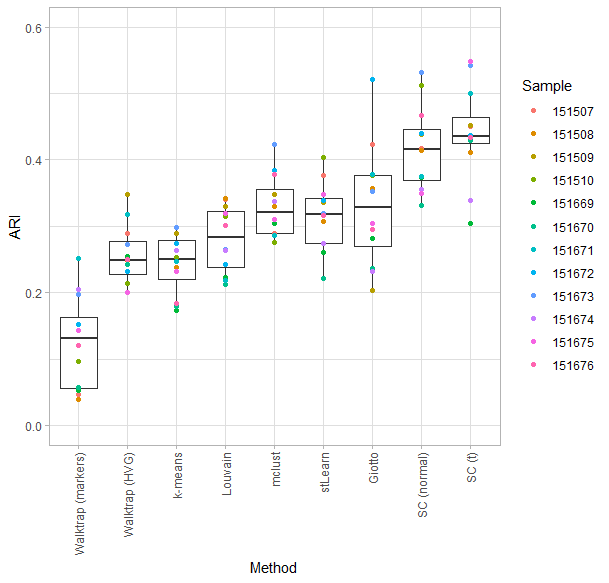 0.6
0.4
0.2
0.0
ARI
Walktrap (markers)
Walktrap (HVG)
k-means
Louvain
mclust
stLearn
Giotto
SC (normal)
SC (t)
Method
Sample
151507
151508
151509
151510
151669
151670
151671
151672
151673
151674
151675
151676